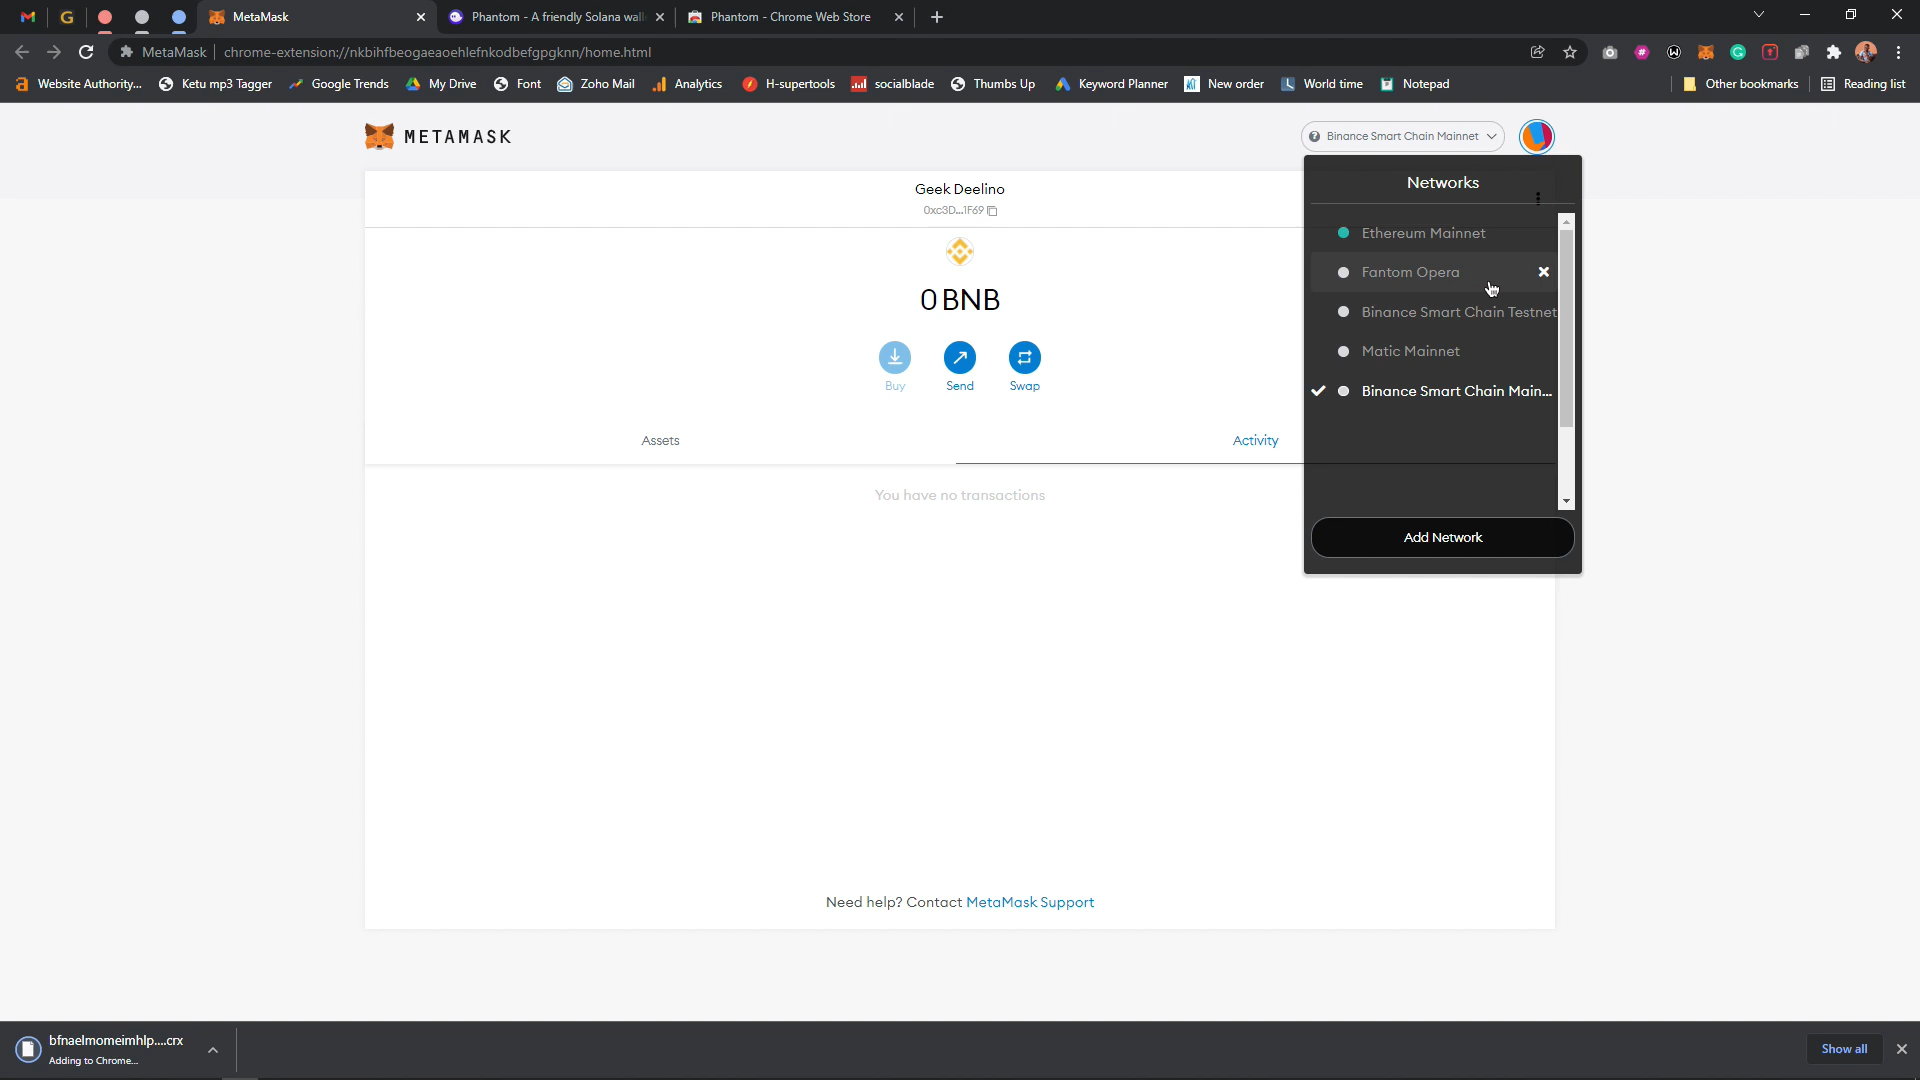 MetaMask
Phantom - A friendly Solana wall
Phantom - Chrome Web Store
MetaMask | chrome-extension://nkbihfbeogaeaoehlefnkodbefgpgknn/home.html
Website Authority... Ketu mp3 Tagger Google Trends My Drive Font Zoho Mail Analytics H-supertools socialblade Thumbs Up Keyword Planner New order World time Notepad Other bookmarks Reading list
METAMASK
Binance Smart Chain Mainnet
Geek Deelino
0xc3D...1F69
0 BNB
Buy Send Swap
Assets
Activity
You have no transactions
Networks
Ethereum Mainnet
Fantom Opera
Binance Smart Chain Testnet
Matic Mainnet
Binance Smart Chain Main...
Add Network
Need help? Contact MetaMask Support
bfnaelmomeimhlp....crx
Adding to Chrome...
Show all